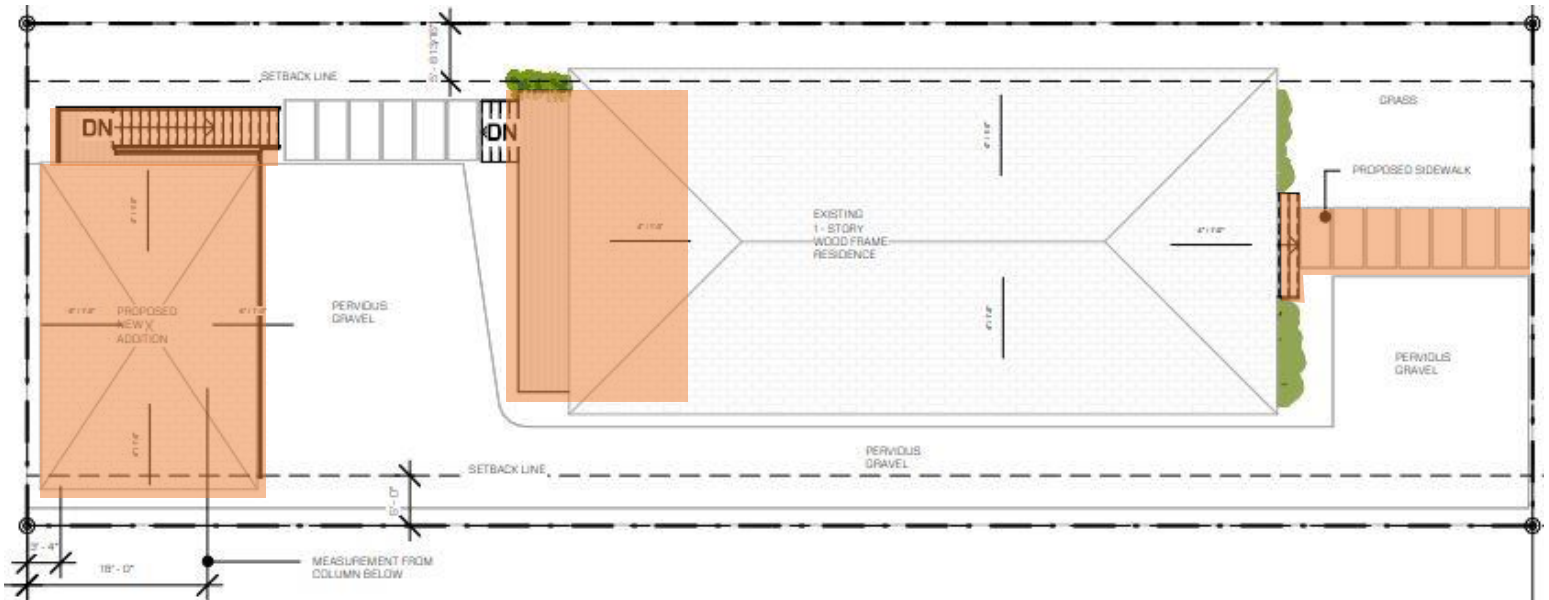 SETBACK LINE
GRASS
DN
DN
PROPOSED SIDEWALK
EXISTING
1 - STORY
WOOD FRAME
RESIDENCE
PERVIOUS
GRAVEL
PROPOSED
NEW
ADDITION
PERVIOUS
GRAVEL
PERVIOUS
GRAVEL
SETBACK LINE
5' - 0"
3' - 4"
18' - 0"
MEASUREMENT FROM
COLUMN BELOW